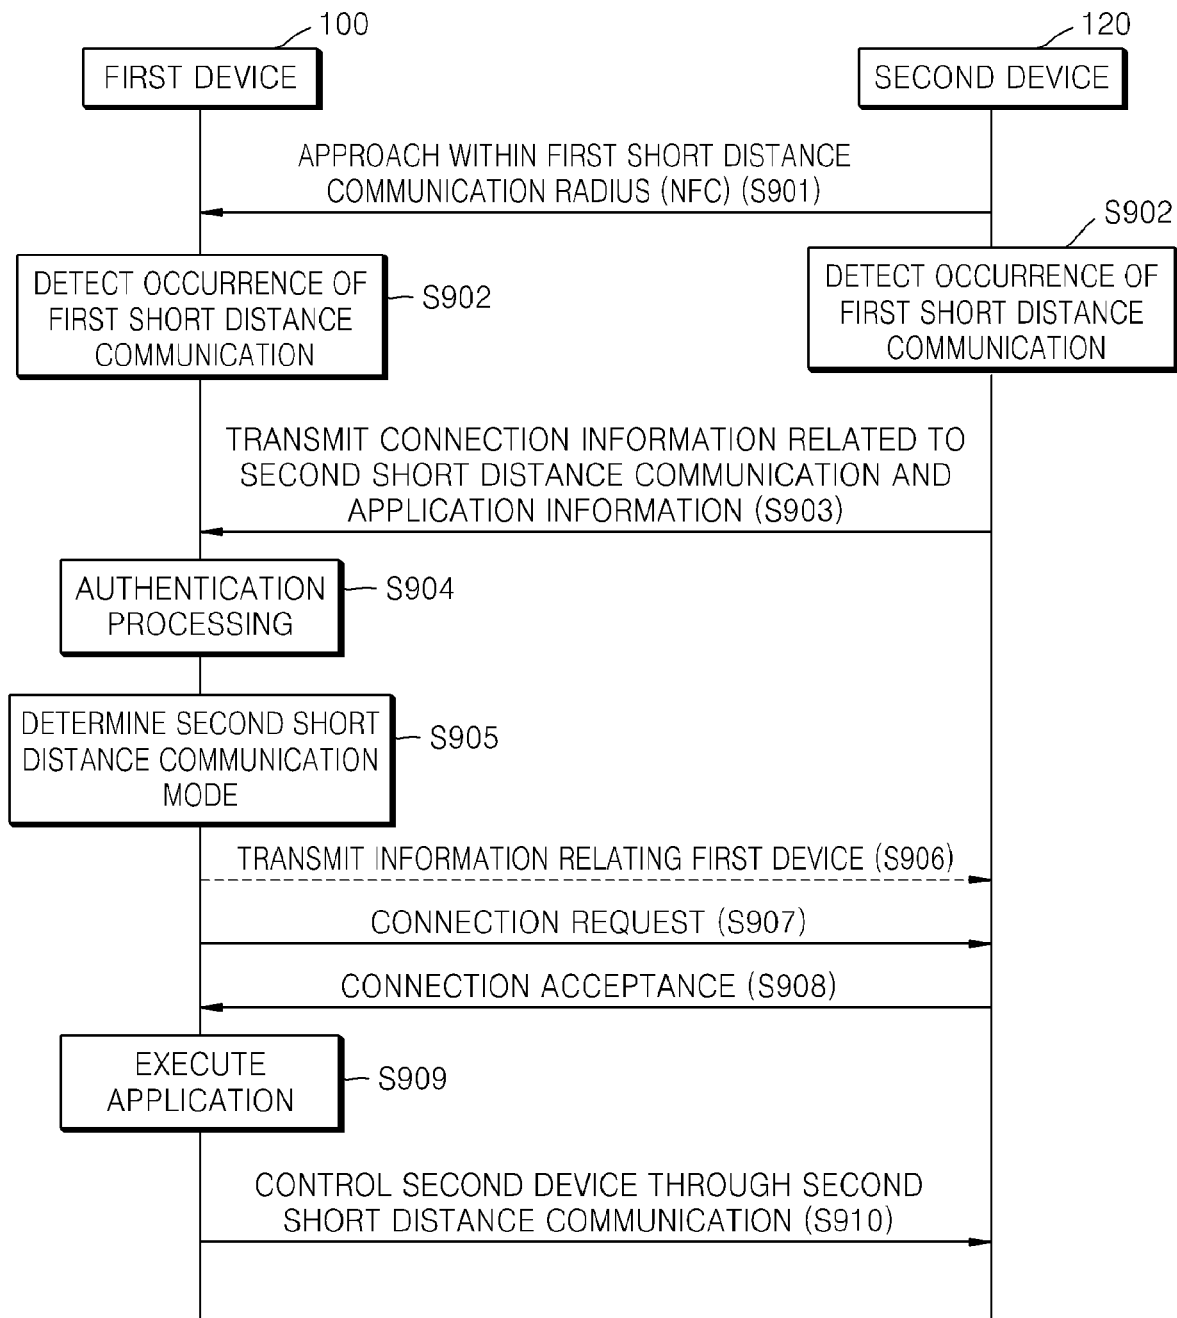 100
120
FIRST DEVICE
SECOND DEVICE
APPROACH WITHIN FIRST SHORT DISTANCE
COMMUNICATION RADIUS (NFC) (S901)
S902
DETECT OCCURRENCE OF
FIRST SHORT DISTANCE
COMMUNICATION
S902
DETECT OCCURRENCE OF
FIRST SHORT DISTANCE
COMMUNICATION
TRANSMIT CONNECTION INFORMATION RELATED TO
SECOND SHORT DISTANCE COMMUNICATION AND
APPLICATION INFORMATION (S903)
AUTHENTICATION
PROCESSING
S904
DETERMINE SECOND SHORT
DISTANCE COMMUNICATION
MODE
S905
TRANSMIT INFORMATION RELATING FIRST DEVICE (S906)
CONNECTION REQUEST (S907)
CONNECTION ACCEPTANCE (S908)
EXECUTE
APPLICATION
S909
CONTROL SECOND DEVICE THROUGH SECOND
SHORT DISTANCE COMMUNICATION (S910)